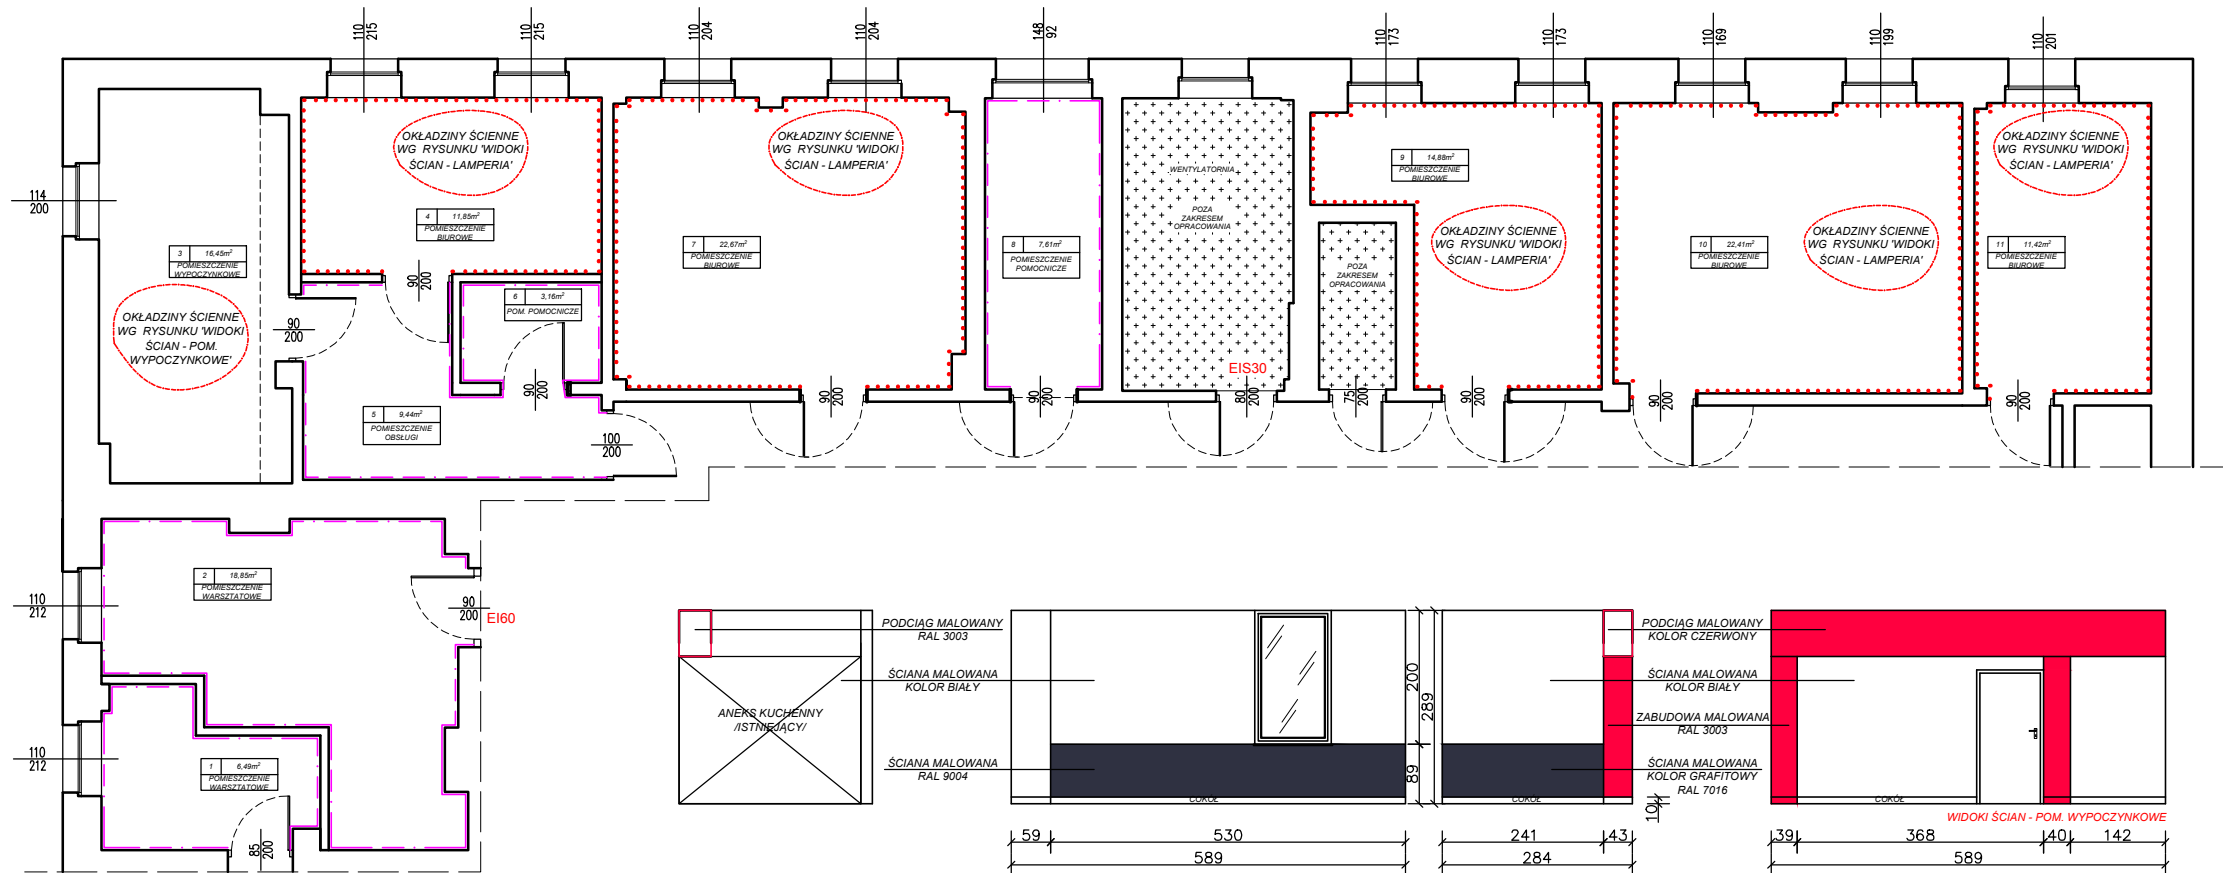 110
215
110
215
110
204
110
204
148
92
110
173
110
173
110
169
110
199
110
201
OKŁADZINY ŚCIENNE
WG RYSUNKU 'WIDOKI
ŚCIAN - LAMPERIA'
OKŁADZINY ŚCIENNE
WG RYSUNKU 'WIDOKI
ŚCIAN - LAMPERIA'
OKŁADZINY ŚCIENNE
WG RYSUNKU 'WIDOKI
ŚCIAN - LAMPERIA'
WENTYLATORNIA
POZA
ZAKRESEM
OPRACOWANIA
9 14,88m²
POMIESZCZENIE
BIUROWE
114
200
4 11,85m²
POMIESZCZENIE
BIUROWE
3 16,45m²
POMIESZCZENIE
WYPOCZYNKOWE
7 22,67m²
POMIESZCZENIE
BIUROWE
8 7,61m²
POMIESZCZENIE
POMOCNICZE
OKŁADZINY ŚCIENNE
WG RYSUNKU 'WIDOKI
ŚCIAN - LAMPERIA'
10 22,41m²
POMIESZCZENIE
BIUROWE
OKŁADZINY ŚCIENNE
WG RYSUNKU 'WIDOKI
ŚCIAN - LAMPERIA'
11 11,42m²
POMIESZCZENIE
BIUROWE
POZA
ZAKRESEM
OPRACOWANIA
90
200
6 3,16m²
POM. POMOCNICZE
OKŁADZINY ŚCIENNE
WG RYSUNKU 'WIDOKI
ŚCIAN - POM.
WYPOCZYNKOWE'
90
200
EIS30
90
200
90
200
90
200
80
200
75
200
90
200
90
200
90
200
5 9,44m²
POMIESZCZENIE
OBSŁUGI
100
200
2 18,85m²
POMIESZCZENIE
WARSZTATOWE
110
212
90
200
EI60
110
212
1 6,49m²
POMIESZCZENIE
WARSZTATOWE
85
200
PODCIĄG MALOWANY
RAL 3003
ŚCIANA MALOWANA
KOLOR BIAŁY
ANEKS KUCHENNY
/ISTNIEJĄCY/
ŚCIANA MALOWANA
RAL 9004
COKÓŁ
200
289
89
COKÓŁ
PODCIĄG MALOWANY
KOLOR CZERWONY
ŚCIANA MALOWANA
KOLOR BIAŁY
ZABUDOWA MALOWANA
RAL 3003
ŚCIANA MALOWANA
KOLOR GRAFITOWY
RAL 7016
10
COKÓŁ
WIDOKI ŚCIAN - POM. WYPOCZYNKOWE
59
530
589
241
43
284
39
368
40
142
589